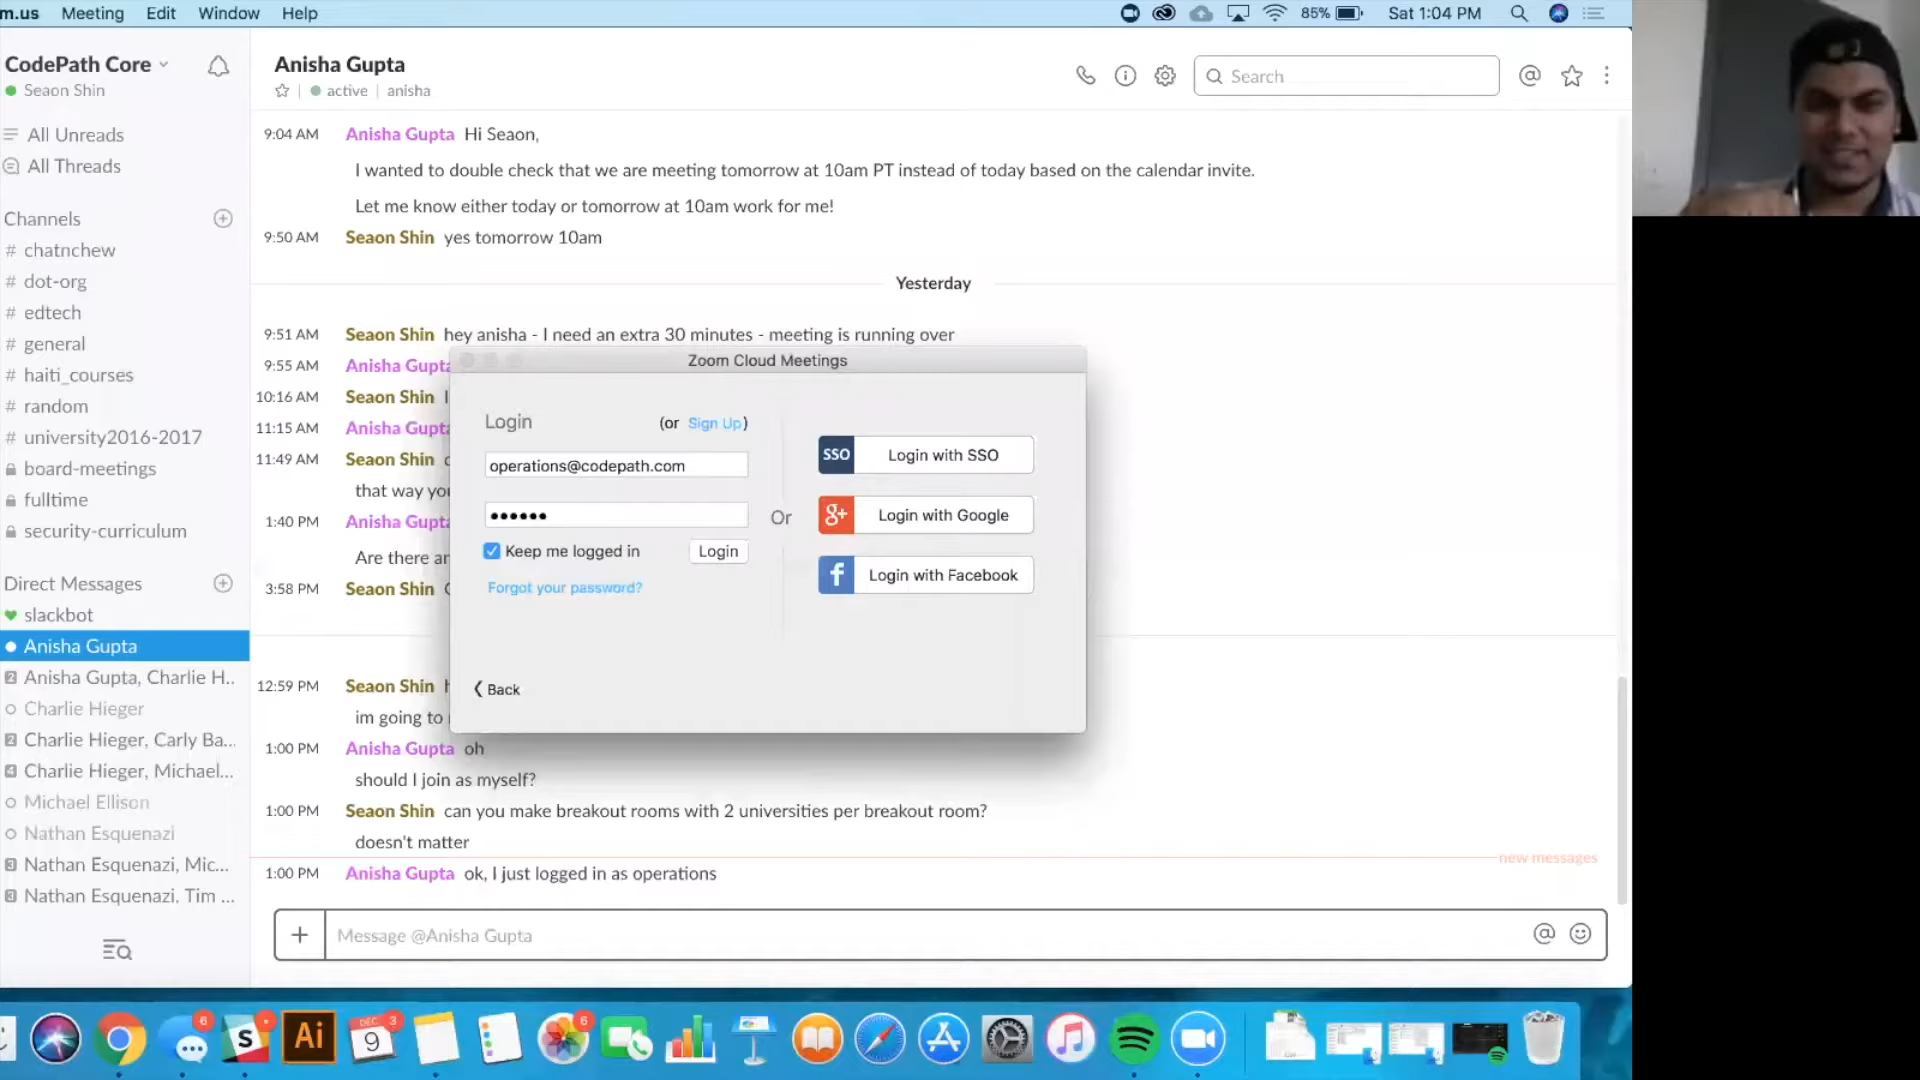 m.us Meeting Edit Window Help 85% Sat 1:04 PM
CodePath Core
Seaon Shin
All Unreads
All Threads
Channels
# chatnchew
# dot-org
# edtech
# general
# haiti_courses
# random
# university2016-2017
board-meetings
fulltime
security-curriculum
Direct Messages
slackbot
Anisha Gupta
2 Anisha Gupta, Charlie H..
Charlie Hieger
2 Charlie Hieger, Carly Ba...
4 Charlie Hieger, Michael...
Michael Ellison
Nathan Esquenazi
3 Nathan Esquenazi, Mic...
3 Nathan Esquenazi, Tim ...
Anisha Gupta
active | anisha
Search
9:04 AM Anisha Gupta Hi Seaon,
I wanted to double check that we are meeting tomorrow at 10am PT instead of today based on the calendar invite.
Let me know either today or tomorrow at 10am work for me!
9:50 AM Seaon Shin yes tomorrow 10am
Yesterday
9:51 AM Seaon Shin hey anisha - I need an extra 30 minutes - meeting is running over
9:55 AM Anisha Gupta
10:16 AM Seaon Shin
11:15 AM Anisha Gupta
11:49 AM Seaon Shin
that way you
1:40 PM Anisha Gupta
Are there
3:58 PM Seaon Shin
12:59 PM Seaon Shin
im going to
1:00 PM Anisha Gupta oh
should I join as myself?
1:00 PM Seaon Shin can you make breakout rooms with 2 universities per breakout room?
doesn't matter
new messages
1:00 PM Anisha Gupta ok, I just logged in as operations
+ Message @Anisha Gupta
Zoom Cloud Meetings
Login (or Sign Up)
operations@codepath.com
••••••
Keep me logged in Login
Forgot your password?
Or
SSO Login with SSO
g+ Login with Google
f Login with Facebook
Back
6
S
Ai
DEC 3
9
6